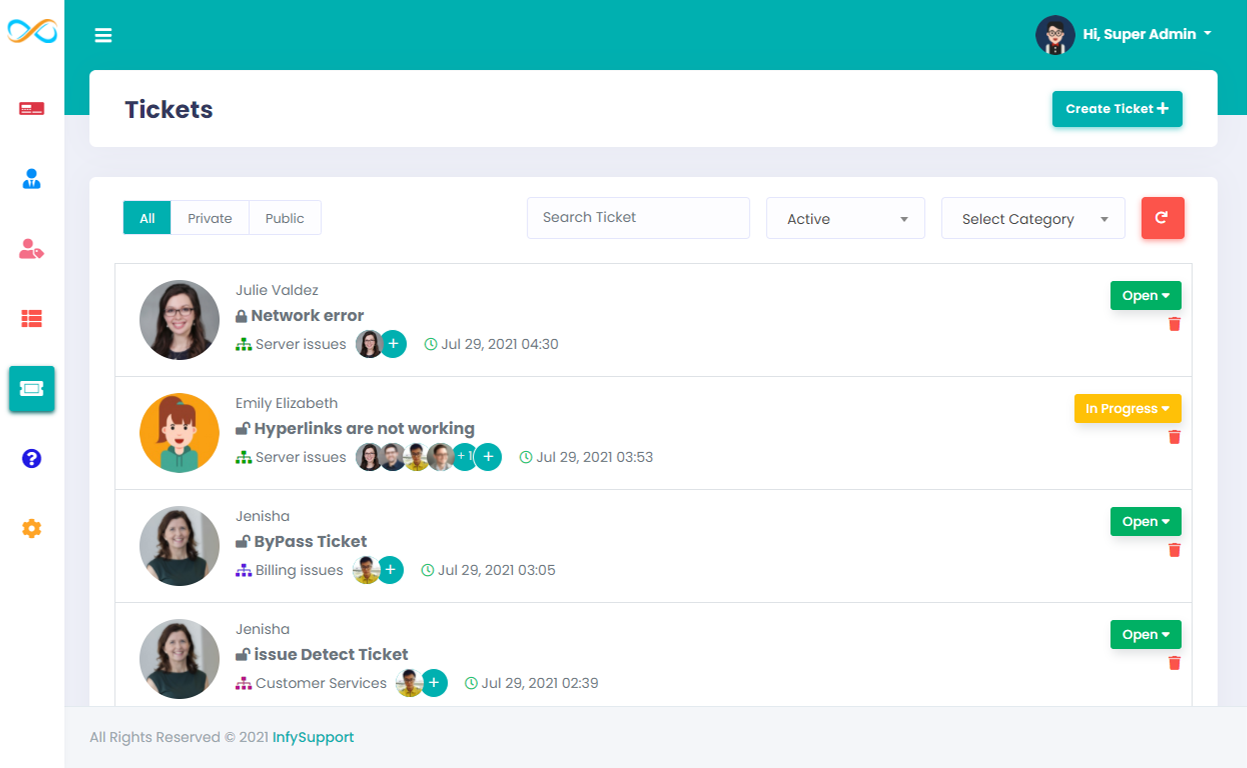 Hi, Super Admin
Tickets
Create Ticket
All Private Public Search Ticket Active Select Category
Julie Valdez
Network error
Open
Server issues + Jul 29, 2021 04:30
Emily Elizabeth
Hyperlinks are not working
In Progress
Server issues +1 + Jul 29, 2021 03:53
Jenisha
ByPass Ticket
Open
Billing issues + Jul 29, 2021 03:05
Jenisha
issue Detect Ticket
Open
Customer Services + Jul 29, 2021 02:39
All Rights Reserved © 2021 InfySupport